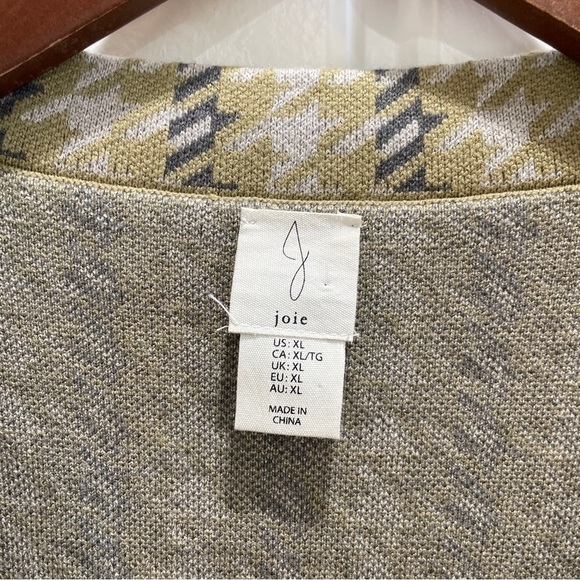 J
joie
US: XL
CA: XL/TG
UK: XL
EU: XL
AU: XL
MADE IN
CHINA